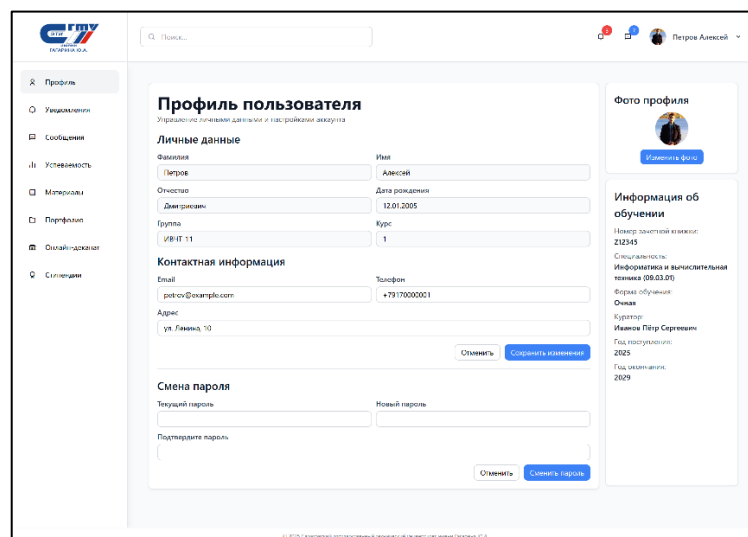 ЭТИ
СГТУ
ИМЕНИ
ГАГАРИНА Ю.А.
Поиск...
5
7
Петров Алексей
Профиль
Уведомления
Сообщения
Успеваемость
Материалы
Портфолио
Онлайн-деканат
Стипендии
Профиль пользователя
Управление личными данными и настройками аккаунта
Личные данные
Фамилия
Имя
Петров
Алексей
Отчество
Дата рождения
Дмитриевич
12.01.2005
Группа
Курс
ИВЧТ 11
1
Контактная информация
Email
Телефон
petrov@example.com
+79170000001
Адрес
ул. Ленина, 10
Отменить
Сохранить изменения
Смена пароля
Текущий пароль
Новый пароль
Подтвердите пароль
Отменить
Сменить пароль
Фото профиля
Изменить фото
Информация об
обучении
Номер зачетной книжки:
Z12345
Специальность:
Информатика и вычислительная
техника (09.03.01)
Форма обучения:
Очная
Куратор:
Иванов Пётр Сергеевич
Год поступления:
2025
Год окончания:
2029